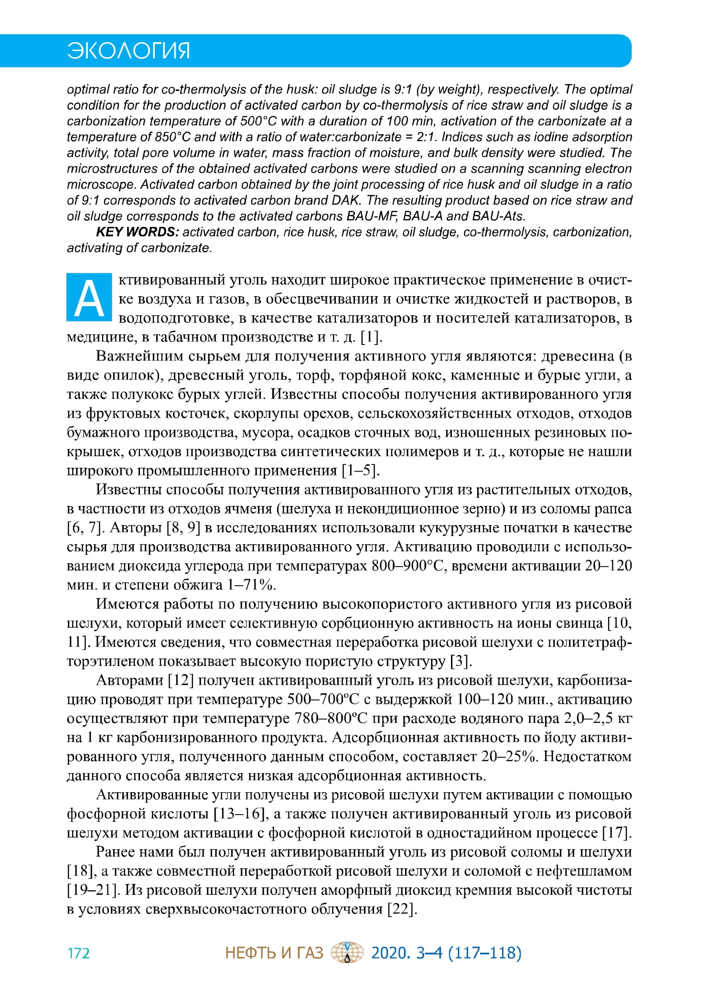 ЭКОЛОГИЯ
optimal ratio for co-thermolysis of the husk: oil sludge is 9:1 (by weight), respectively. The optimal
condition for the production of activated carbon by co-thermolysis of rice straw and oil sludge is a
carbonization temperature of 500°C with a duration of 100 min, activation of the carbonizate at a
temperature of 850°C and with a ratio of water:carbonizate = 2:1. Indices such as iodine adsorption
activity, total pore volume in water, mass fraction of moisture, and bulk density were studied. The
microstructures of the obtained activated carbons were studied on a scanning scanning electron
microscope. Activated carbon obtained by the joint processing of rice husk and oil sludge in a ratio
of 9:1 corresponds to activated carbon brand DAK. The resulting product based on rice straw and
oil sludge corresponds to the activated carbons BAU-MF, BAU-A and BAU-Ats.
KEY WORDS: activated carbon, rice husk, rice straw, oil sludge, co-thermolysis, carbonization,
activating of carbonizate.
Активированный уголь находит широкое практическое применение в очист-
ке воздуха и газов, в обесцвечивании и очистке жидкостей и растворов, в
водоподготовке, в качестве катализаторов и носителей катализаторов, в
медицине, в табачном производстве и т. д. [1].
Важнейшим сырьем для получения активного угля являются: древесина (в
виде опилок), древесный уголь, торф, торфяной кокс, каменные и бурые угли, а
также полукокс бурых углей. Известны способы получения активированного угля
из фруктовых косточек, скорлупы орехов, сельскохозяйственных отходов, отходов
бумажного производства, мусора, осадков сточных вод, изношенных резиновых по-
крышек, отходов производства синтетических полимеров и т. д., которые не нашли
широкого промышленного применения [1–5].
Известны способы получения активированного угля из растительных отходов,
в частности из отходов ячменя (шелуха и некондиционное зерно) и из соломы рапса
[6, 7]. Авторы [8, 9] в исследованиях использовали кукурузные початки в качестве
сырья для производства активированного угля. Активацию проводили с использо-
ванием диоксида углерода при температурах 800–900°С, времени активации 20–120
мин. и степени обжига 1–71%.
Имеются работы по получению высокопористого активного угля из рисовой
шелухи, который имеет селективную сорбционную активность на ионы свинца [10,
11]. Имеются сведения, что совместная переработка рисовой шелухи с политетраф-
торэтиленом показывает высокую пористую структуру [3].
Авторами [12] получен активированный уголь из рисовой шелухи, карбониза-
цию проводят при температуре 500–700ºС с выдержкой 100–120 мин., активацию
осуществляют при температуре 780–800ºС при расходе водяного пара 2,0–2,5 кг
на 1 кг карбонизированного продукта. Адсорбционная активность по йоду активи-
рованного угля, полученного данным способом, составляет 20–25%. Недостатком
данного способа является низкая адсорбционная активность.
Активированные угли получены из рисовой шелухи путем активации с помощью
фосфорной кислоты [13–16], а также получен активированный уголь из рисовой
шелухи методом активации с фосфорной кислотой в одностадийном процессе [17].
Ранее нами был получен активированный уголь из рисовой соломы и шелухи
[18], а также совместной переработкой рисовой шелухи и соломой с нефтешламом
[19–21]. Из рисовой шелухи получен аморфный диоксид кремния высокой чистоты
в условиях сверхвысокочастотного облучения [22].
172 НЕФТЬ И ГАЗ 2020. 3–4 (117–118)